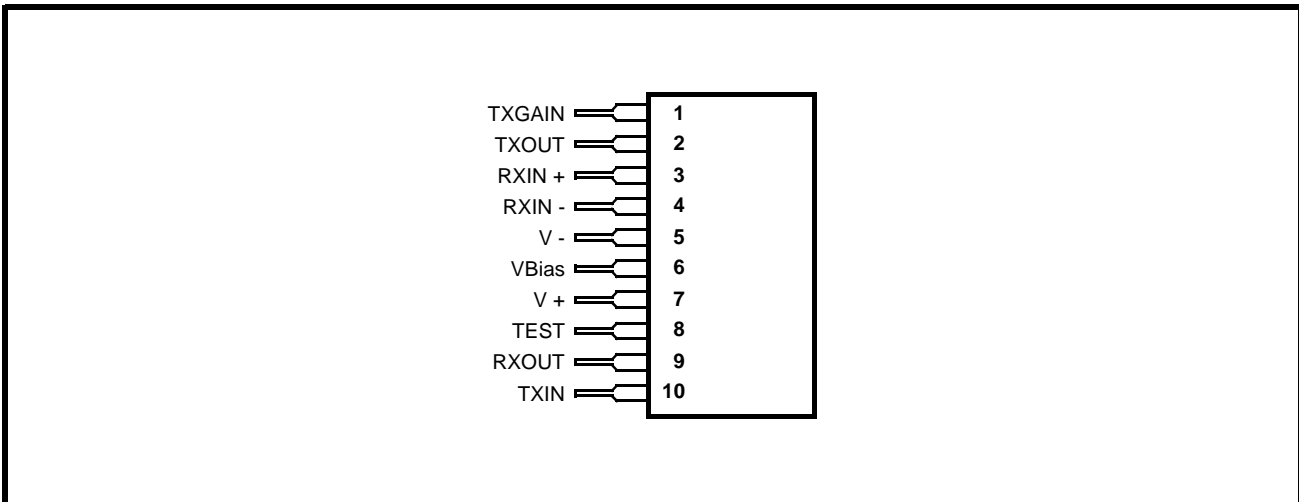 TXGAIN 1
TXOUT 2
RXIN + 3
RXIN - 4
V - 5
VBias 6
V + 7
TEST 8
RXOUT 9
TXIN 10